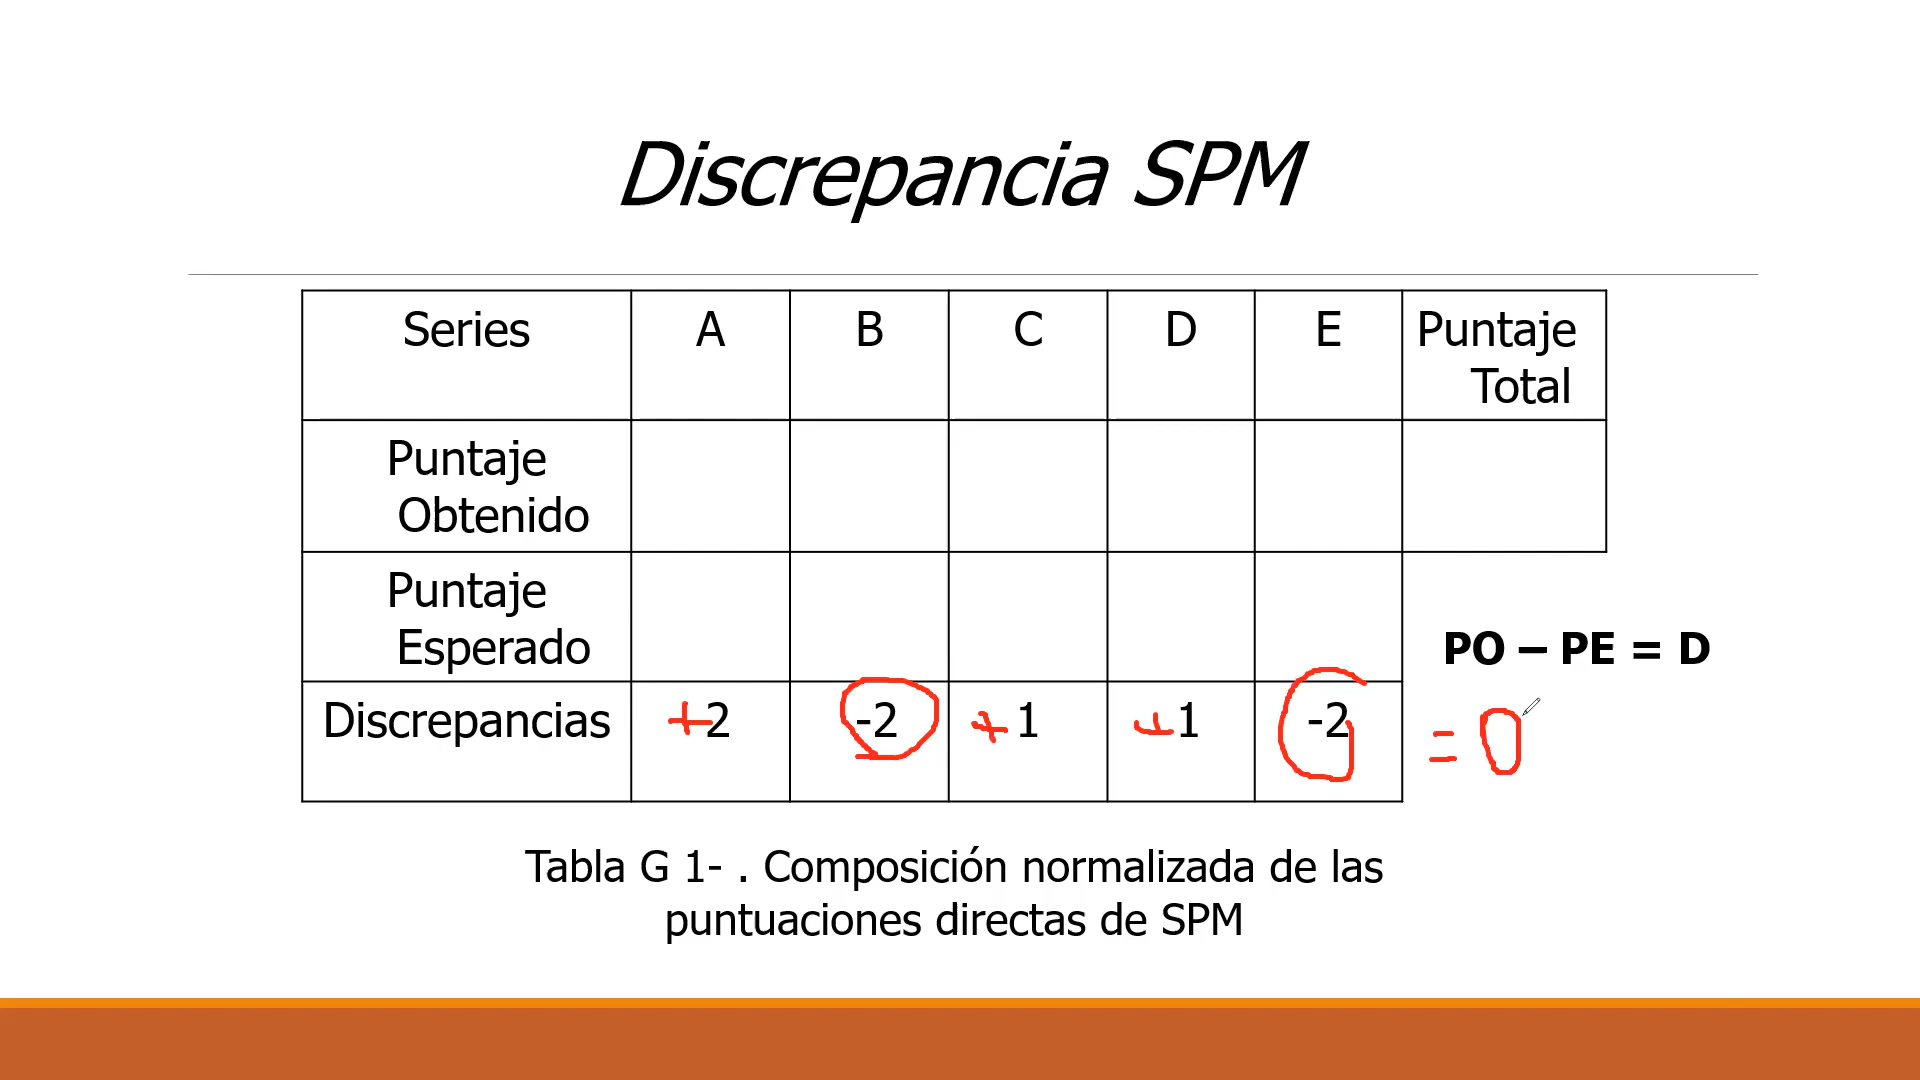 Discrepancia SPM
Series A B C D E Puntaje
Total
Puntaje
Obtenido
Puntaje
Esperado
PO – PE = D
Discrepancias +2 -2 +1 +1 -2 = 0
Tabla G 1- . Composición normalizada de las
puntuaciones directas de SPM